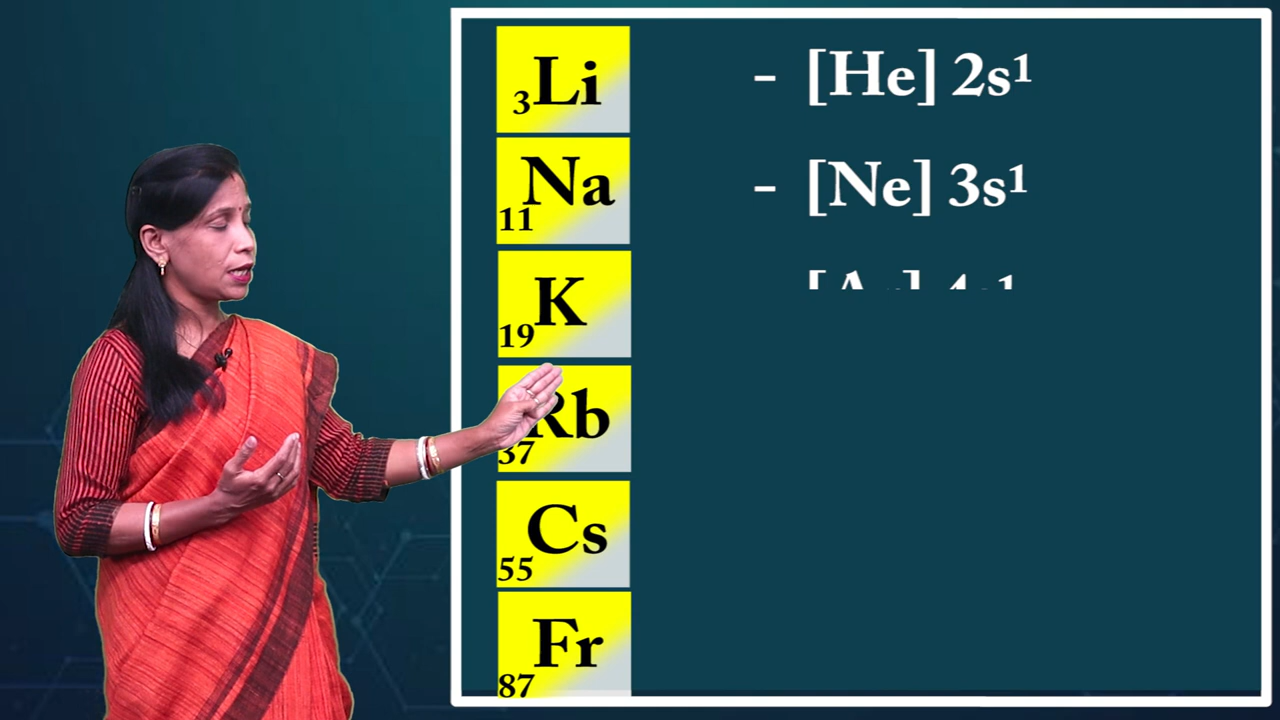 3Li - [He] 2s¹
11Na - [Ne] 3s¹
19K
37Rb
55Cs
87Fr